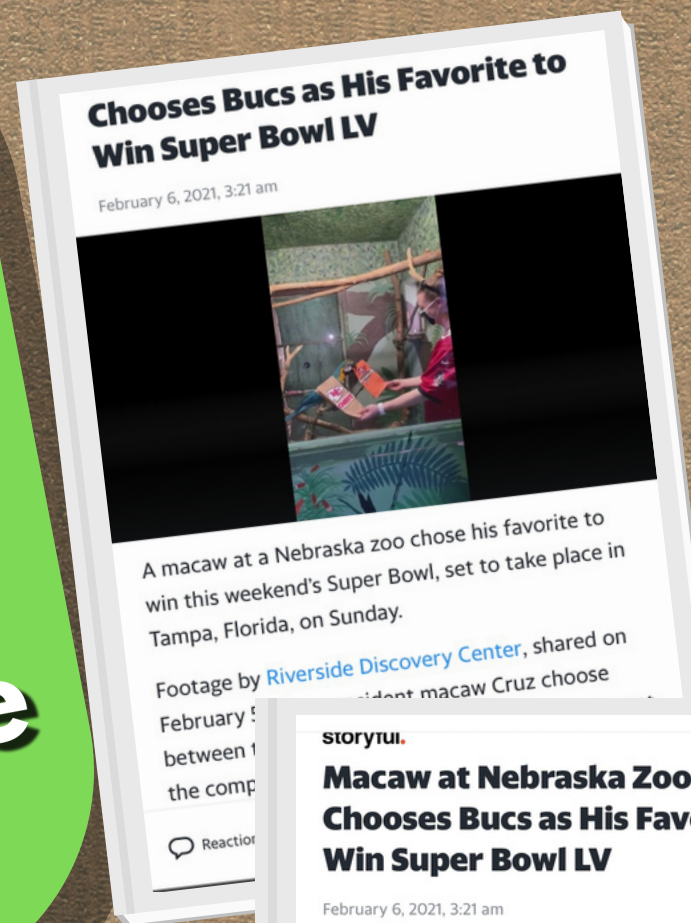 Chooses Bucs as His Favorite to
Win Super Bowl LV
February 6, 2021, 3:21 am
A macaw at a Nebraska zoo chose his favorite to
win this weekend's Super Bowl, set to take place in
Tampa, Florida, on Sunday.
Footage by Riverside Discovery Center, shared on
February macaw Cruz choose
between
the
e
storyful.
Macaw at Nebraska Zoo
Chooses Bucs as His
Win Super Bowl LV
February 6, 2021, 3:21 am